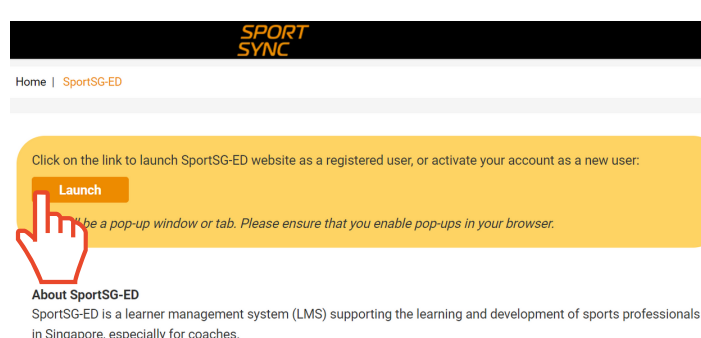 SPORT
SYNC
Home | SportSG-ED
Click on the link to launch SportSG-ED website as a registered user, or activate your account as a new user:
Launch
be a pop-up window or tab. Please ensure that you enable pop-ups in your browser.
About SportSG-ED
SportSG-ED is a learner management system (LMS) supporting the learning and development of sports professionals
in Singapore, especially for coaches.